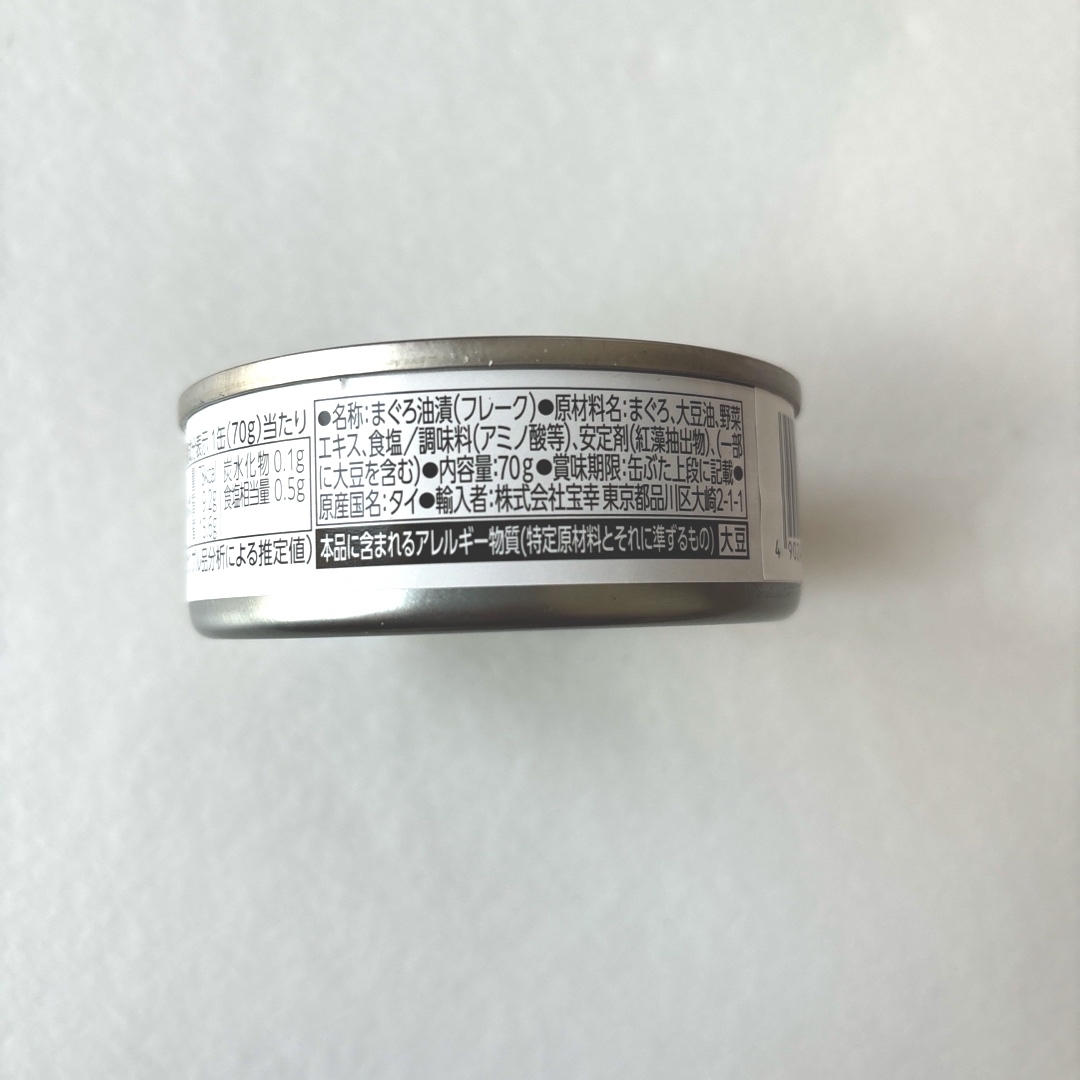 表示 1缶(70g)当たり
炭水化物 0.1g
食塩相当量 0.5g
品分析による推定値)
●名称:まぐろ油漬(フレーク)●原材料名:まぐろ、大豆油、野菜
エキス、食塩/調味料(アミノ酸等)、安定剤(紅藻抽出物)、(一部
に大豆を含む)●内容量:70g●賞味期限:缶ぶた上段に記載●
原産国名:タイ●輸入者:株式会社宝幸 東京都品川区大崎2-1-1
本品に含まれるアレルギー物質(特定原材料とそれに準ずるもの) 大豆